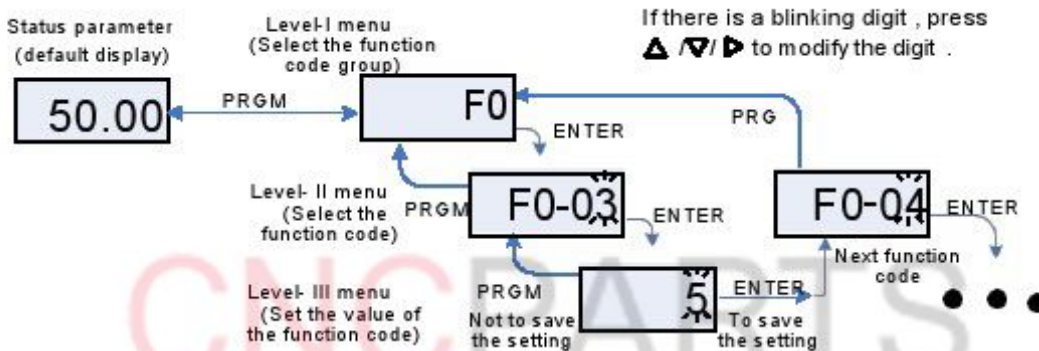 Status parameter
(default display)
50.00
PRGM
Level-I menu
(Select the function
code group)
F0
ENTER
If there is a blinking digit , press
△ /▽/ ▷ to modify the digit .
PRG
Level- II menu
(Select the
function code)
PRGM
F0-03
ENTER
F0-04
ENTER
Next function
code
Level- III menu
(Set the value of
the function code)
PRGM
Not to save
the setting
5
ENTER
To save
the setting
CNCPARTS